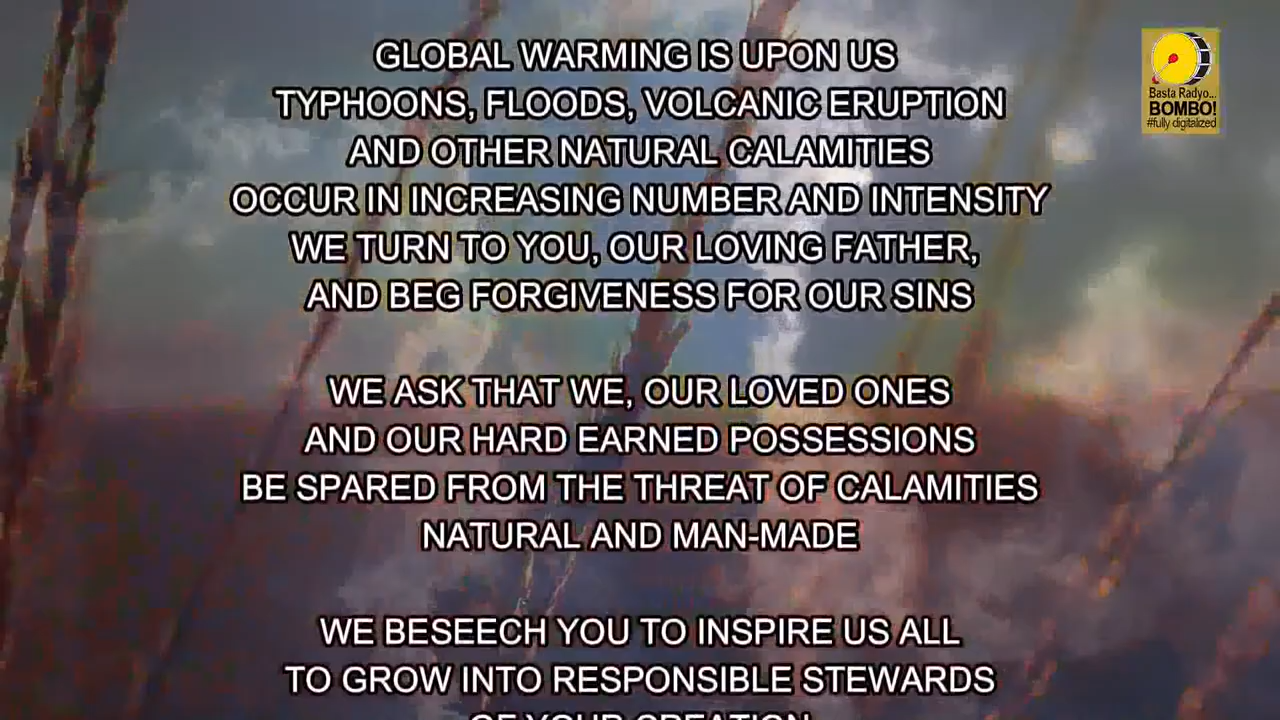 GLOBAL WARMING IS UPON US
TYPHOONS, FLOODS, VOLCANIC ERUPTION
AND OTHER NATURAL CALAMITIES
OCCUR IN INCREASING NUMBER AND INTENSITY
WE TURN TO YOU, OUR LOVING FATHER,
AND BEG FORGIVENESS FOR OUR SINS
WE ASK THAT WE, OUR LOVED ONES
AND OUR HARD EARNED POSSESSIONS
BE SPARED FROM THE THREAT OF CALAMITIES
NATURAL AND MAN-MADE
WE BESEECH YOU TO INSPIRE US ALL
TO GROW INTO RESPONSIBLE STEWARDS
OF YOUR CREATION
Basta Radyo...
BOMBO!
#fully digitalized